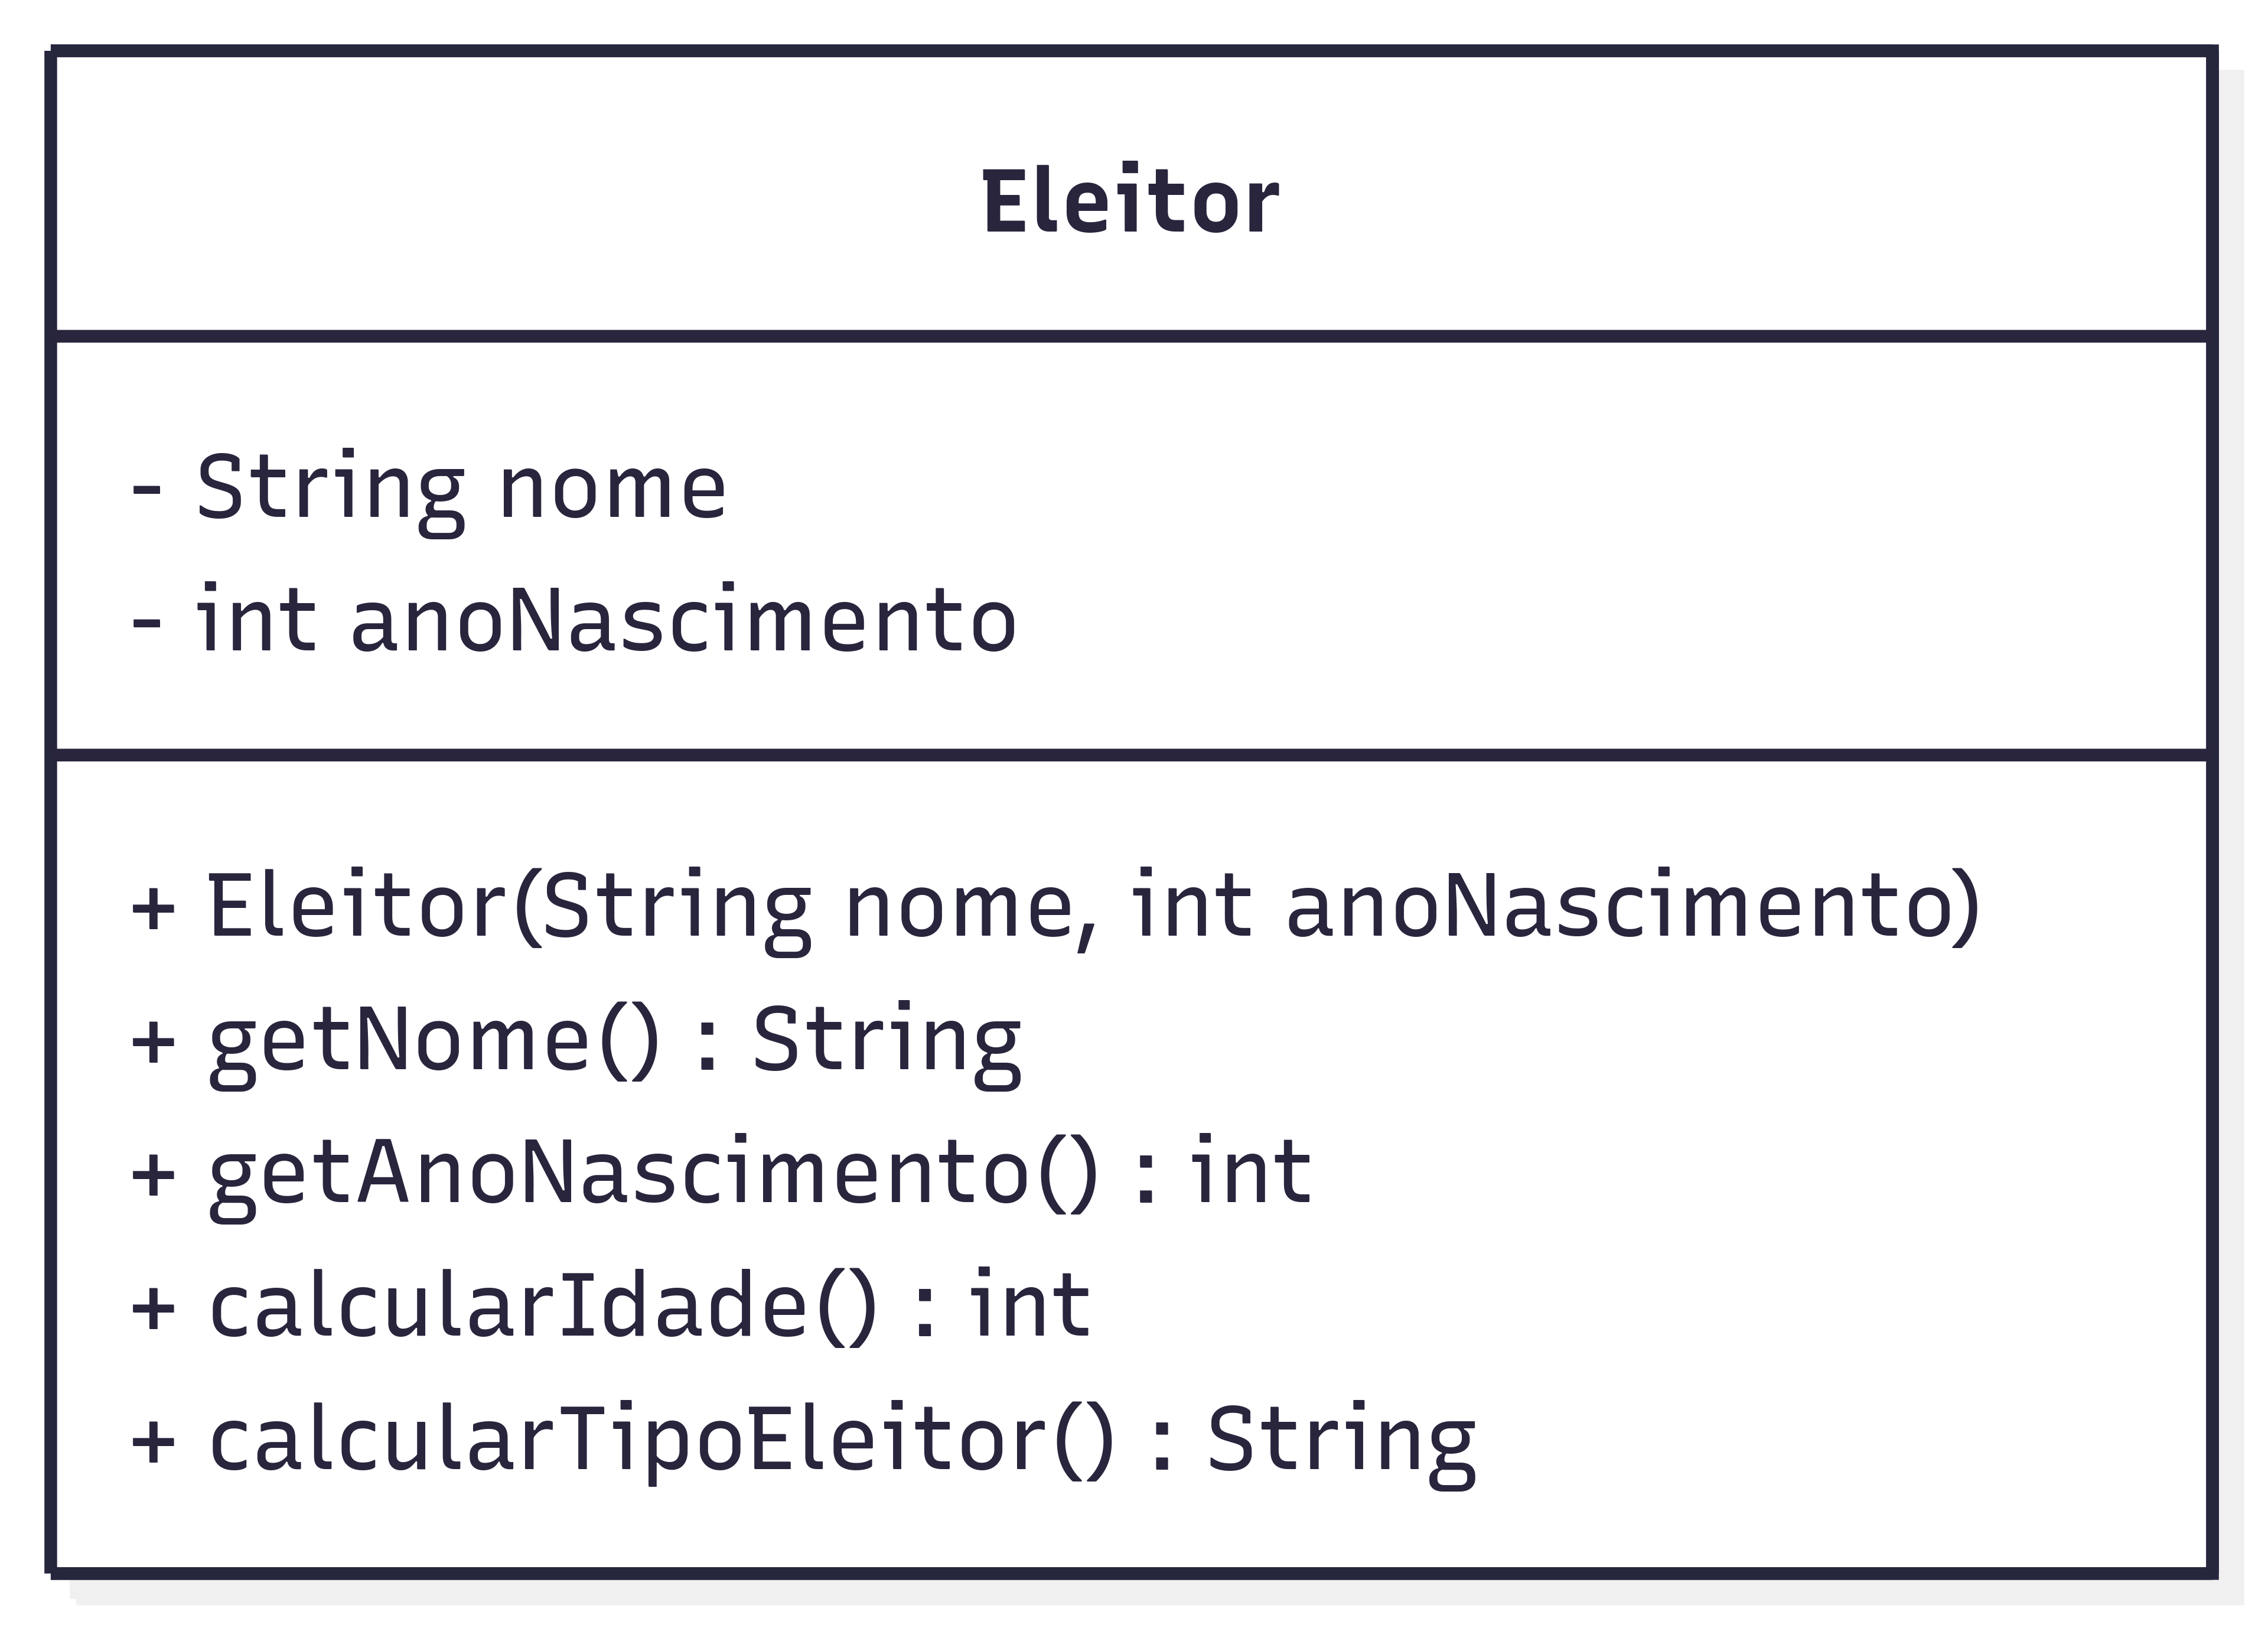 Eleitor
- String nome
- int anoNascimento
+ Eleitor(String nome, int anoNascimento)
+ getNome() : String
+ getAnoNascimento() : int
+ calcularIdade() : int
+ calcularTipoEleitor() : String